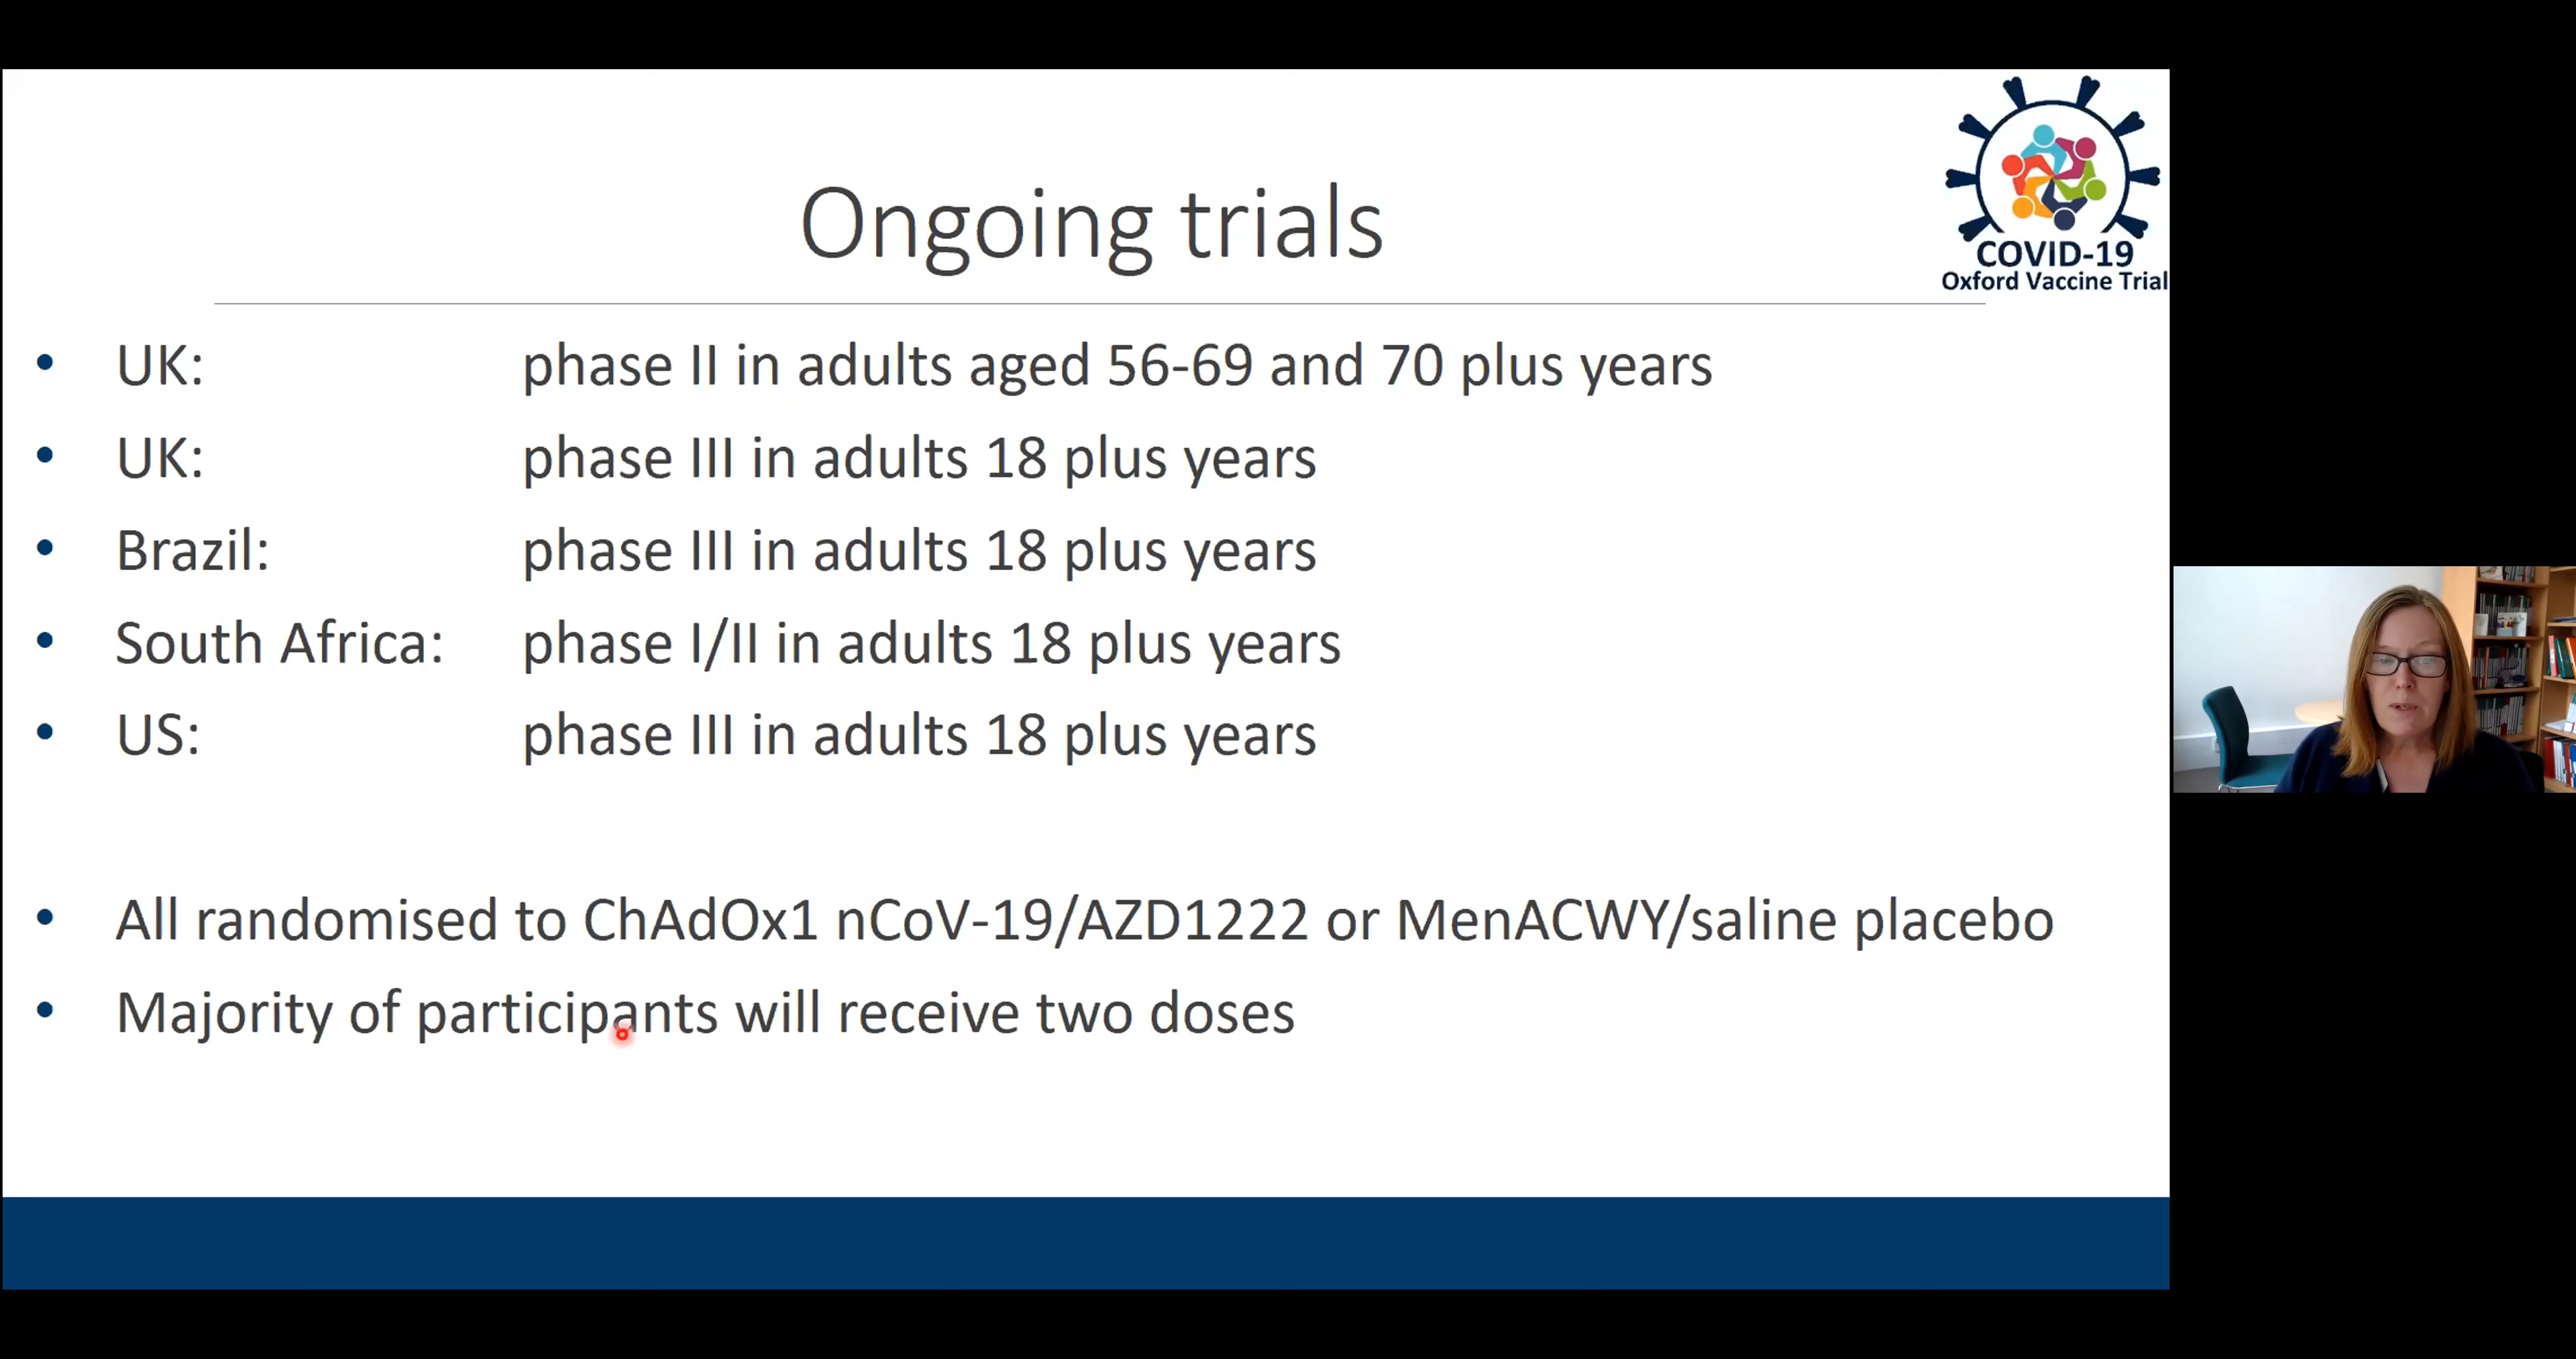 COVID-19
Oxford Vaccine Trial
Ongoing trials
• UK: phase II in adults aged 56-69 and 70 plus years
• UK: phase III in adults 18 plus years
• Brazil: phase III in adults 18 plus years
• South Africa: phase I/II in adults 18 plus years
• US: phase III in adults 18 plus years
• All randomised to ChAdOx1 nCoV-19/AZD1222 or MenACWY/saline placebo
• Majority of participants will receive two doses